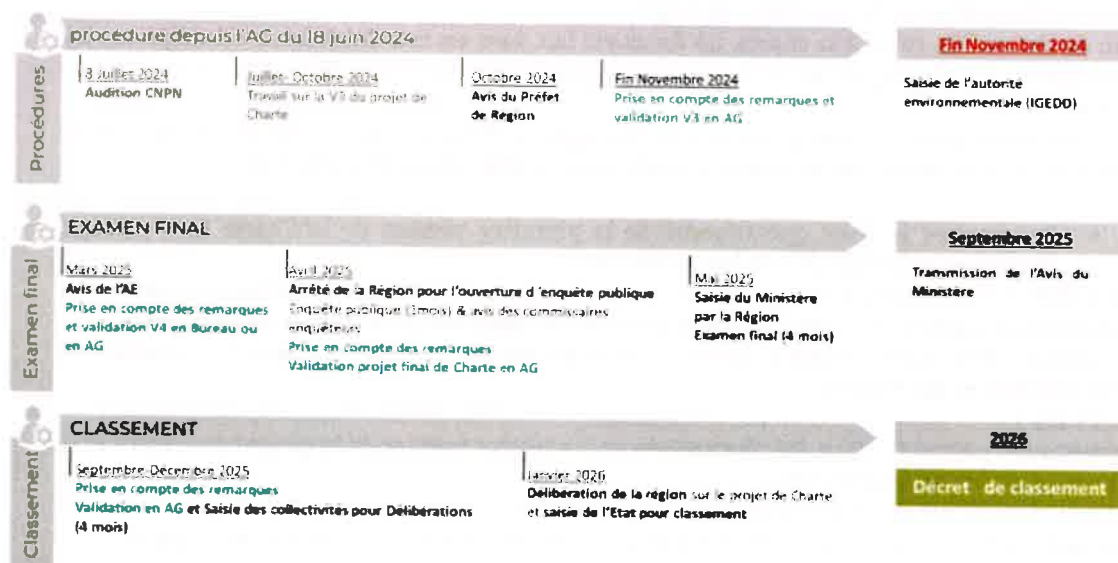 procédure depuis l'AG du 18 juin 2024
Fin Novembre 2024
Procédures
8 Juillet 2024
Audition CNPN
Juillet-Octobre 2024
Travail sur la V3 du projet de
Charte
Octobre 2024
Avis du Préfet
de Région
Fin Novembre 2024
Prise en compte des remarques et
validation V3 en AG
Saisie de l'autorité
environnementale (IGEDD)
EXAMEN FINAL
Septembre 2025
Examen final
Mars 2025
Avis de l'AE
Prise en compte des remarques
et validation V4 en Bureau ou
en AG
Avril 2025
Arrêté de la Région pour l'ouverture d'enquête publique
Enquête publique (1mois) & avis des commissaires
enquêteurs
Prise en compte des remarques
Validation projet final de Charte en AG
Mai 2025
Saisie du Ministère
par la Région
Examen final (4 mois)
Transmission de l'Avis du
Ministère
CLASSEMENT
2026
Classement
Septembre-Décembre 2025
Prise en compte des remarques
Validation en AG et Saisie des collectivités pour Délibérations
(4 mois)
Janvier 2026
Délibération de la région sur le projet de Charte
et saisie de l'Etat pour classement
Décret de classement